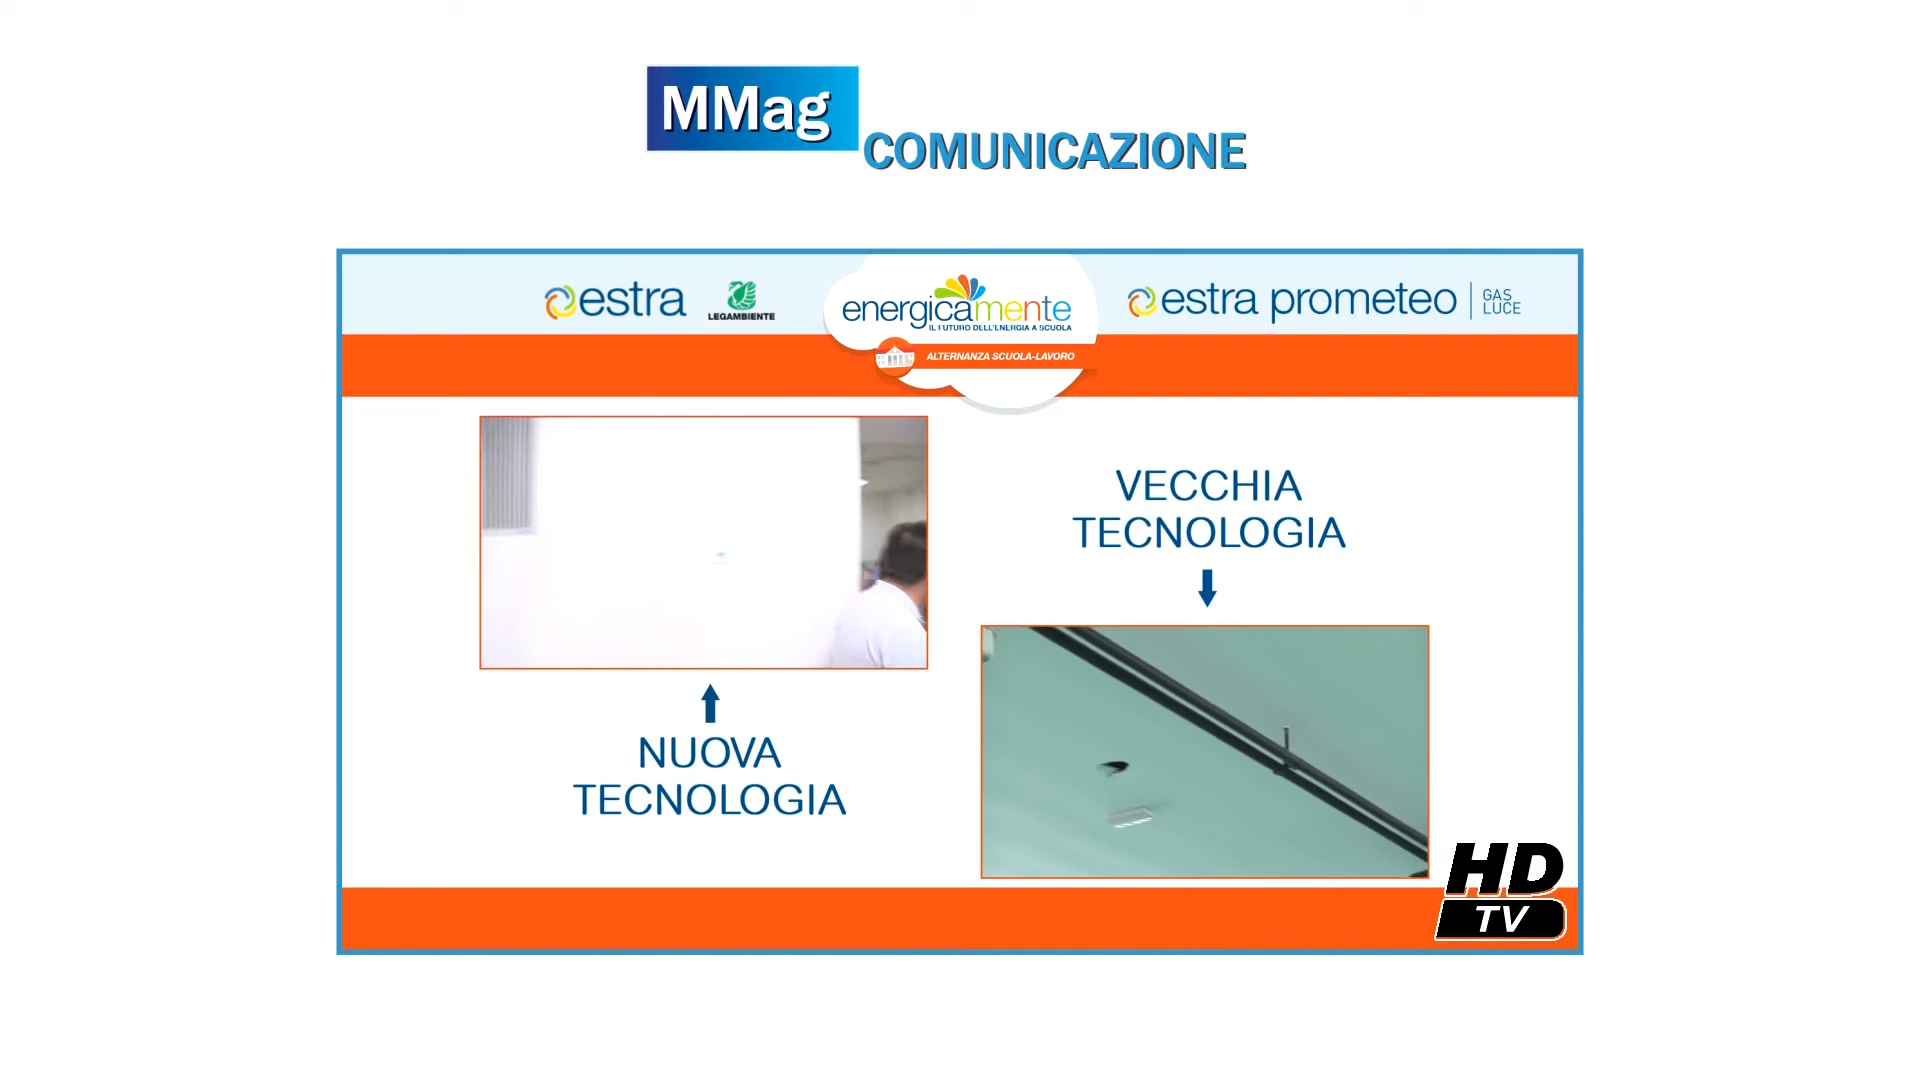 MMag
COMUNICAZIONE
estra
LEGAMBIENTE
energicamente
IL FUTURO DELL'ENERGIA A SCUOLA
ALTERNANZA SCUOLA-LAVORO
estra prometeo
GAS
LUCE
VECCHIA
TECNOLOGIA
NUOVA
TECNOLOGIA
HD
TV